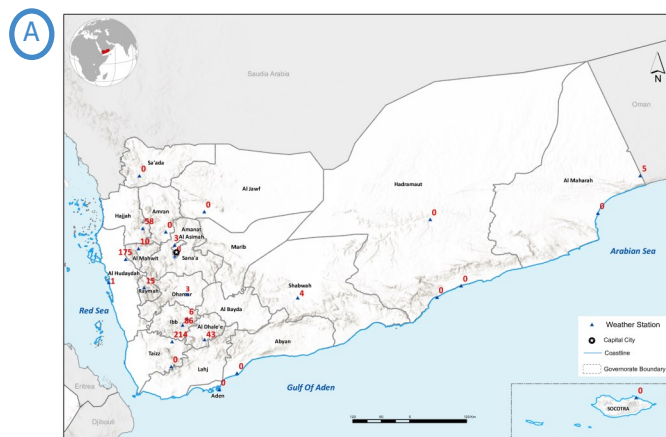 A
Saudi Arabia
N
Oman
Sa'ada
0
5
Al Jawf
0
Hadramaut
0
Al Maharah
0
Hajjah
Amran
58
0
Amanat
Al Asimah
3
10
Marib
Arabian Sea
175
Al Mahwit
Sana'a
Al Hudaydah
1
15
Raymah
3
Dhamar
Shabwah
4
0
0
Red Sea
Al Bayda
6
Ibb
86
Al Dhale'e
214
43
Abyan
Taizz
0
Lahj
0
0
Aden
Gulf Of Aden
Eritrea
Djibouti
Weather Station
Capital City
Coastline
Governorate Boundary
0
SOCOTRA